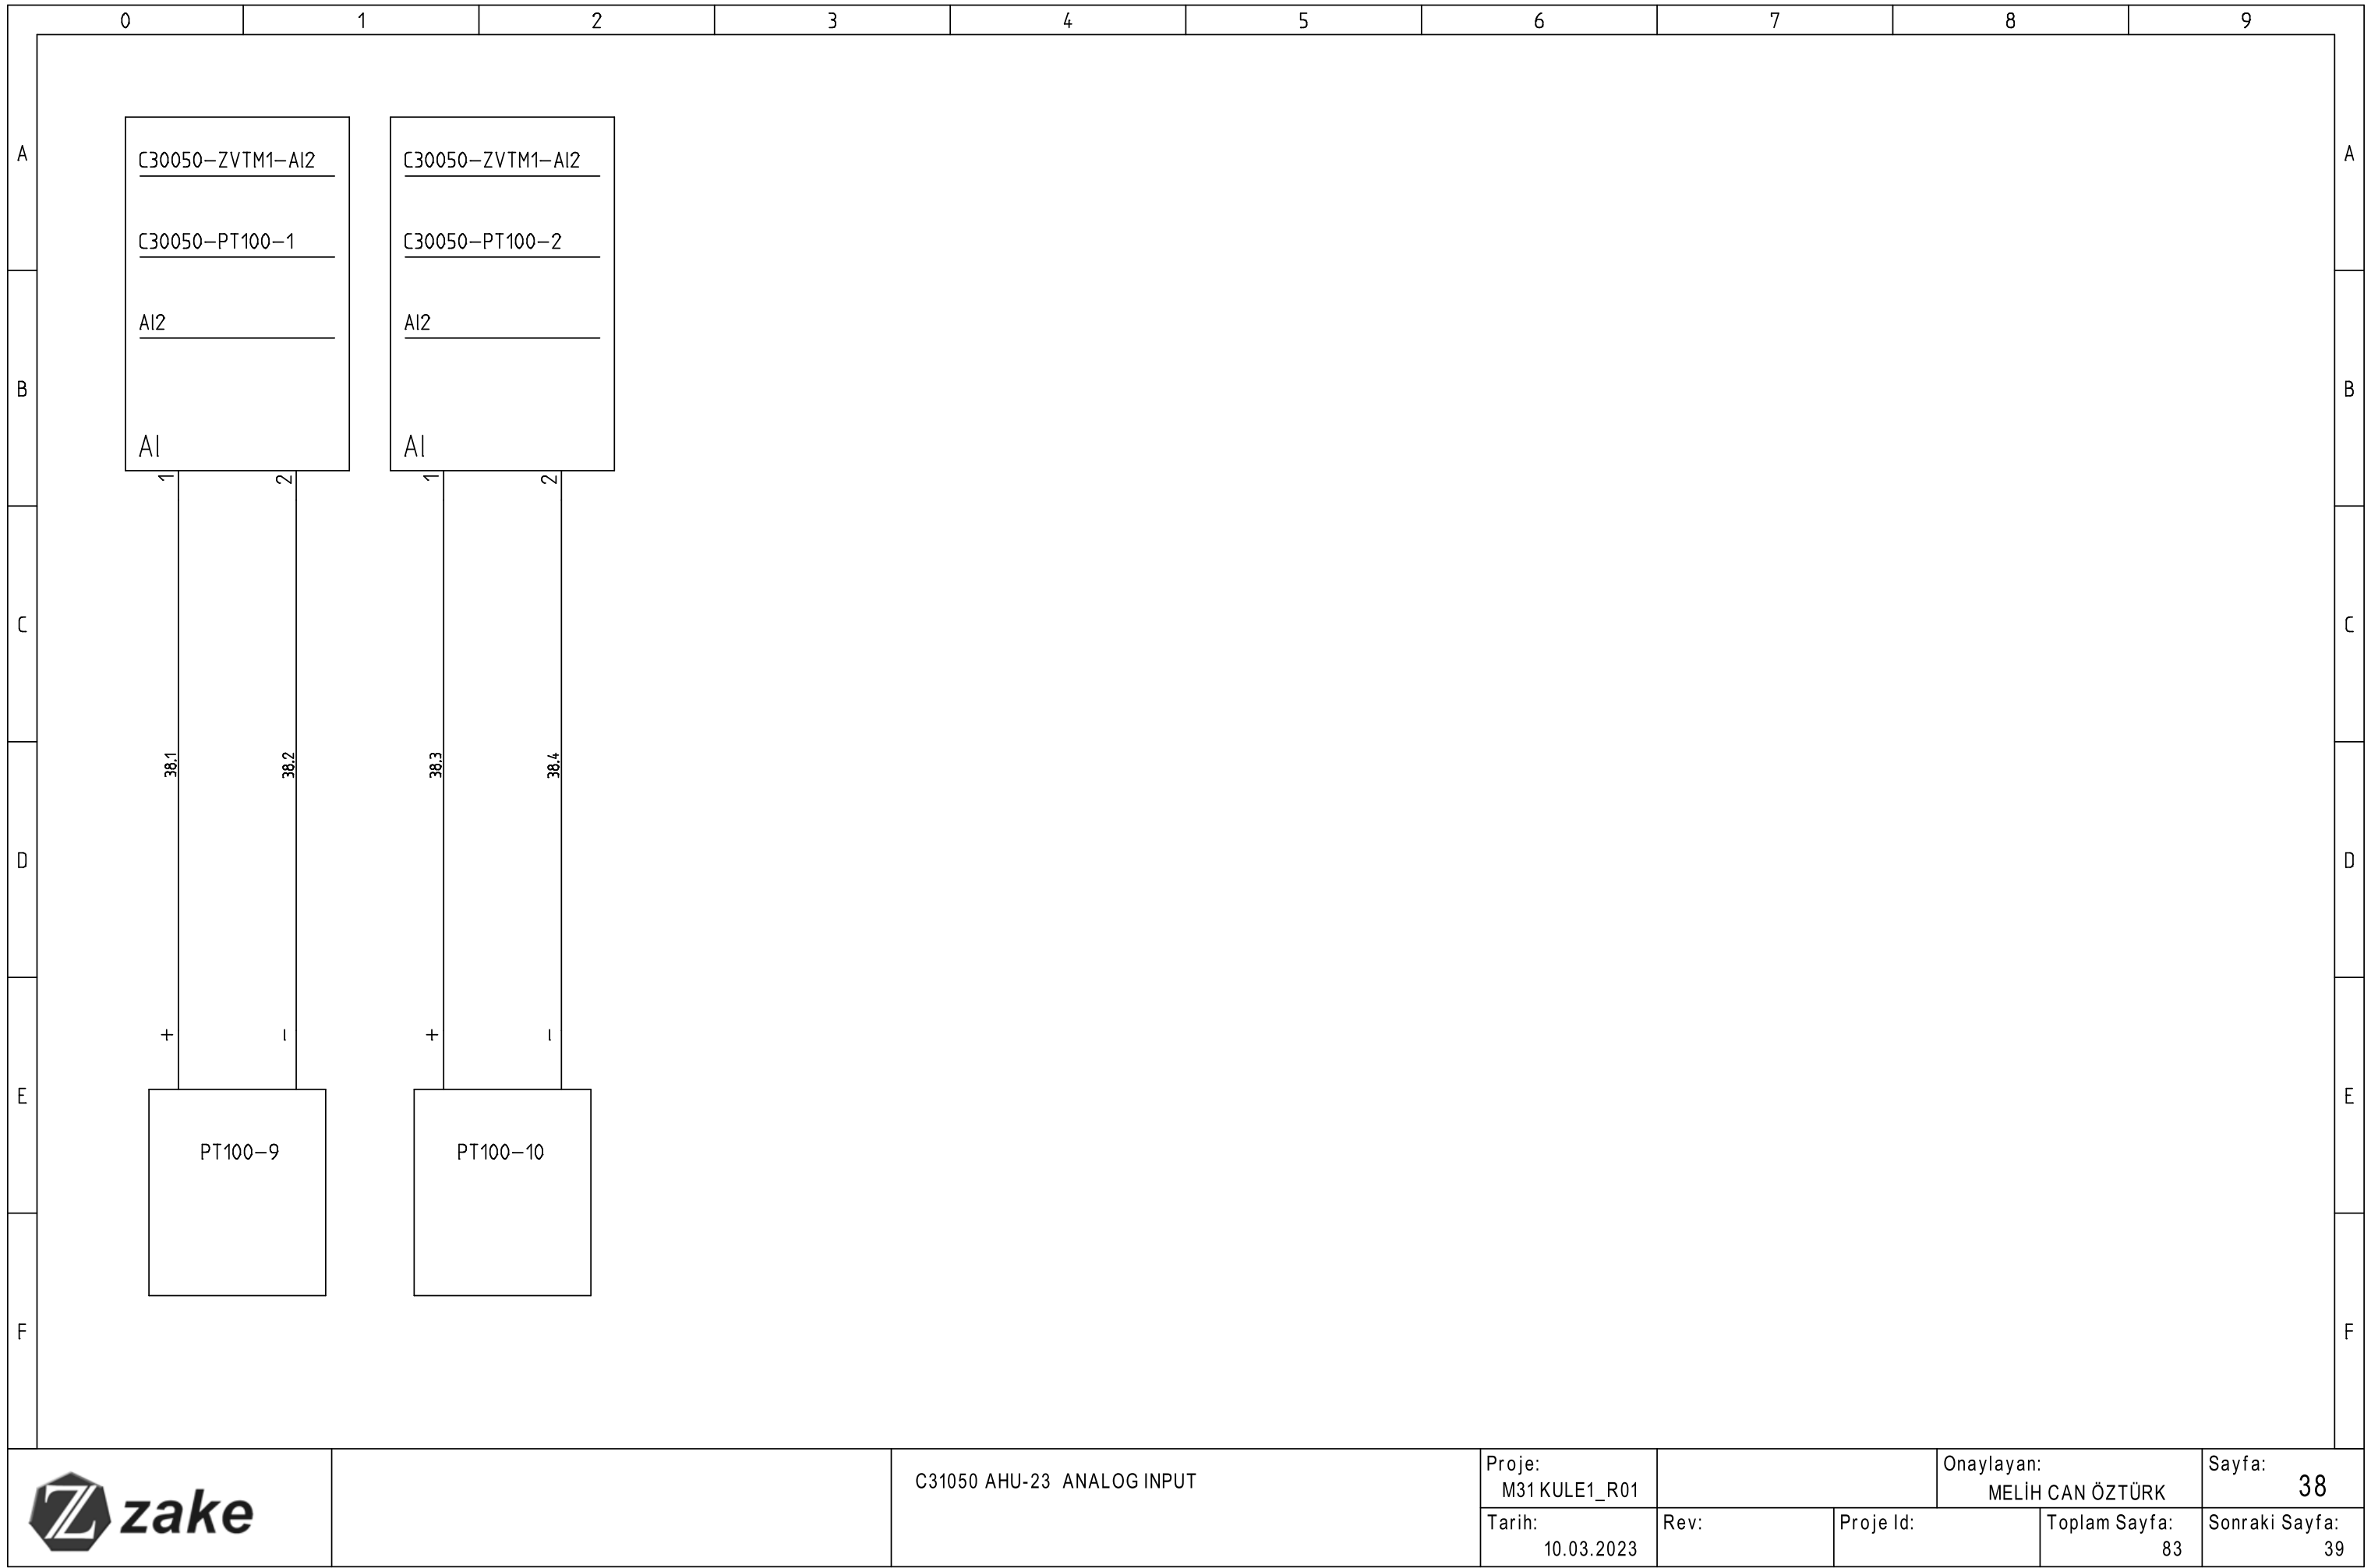 0 1 2 3 4 5 6 7 8 9
A A
C30050-ZVTM1-AI2 C30050-ZVTM1-AI2
C30050-PT100-1 C30050-PT100-2
AI2 AI2
B B
AI AI
1 2 1 2
C C
38.1 38.2 38.3 38.4
D D
+ - + -
E E
PT100-9 PT100-10
F F
zake
C31050 AHU-23 ANALOG INPUT
Proje:
M31 KULE1_R01
Onaylayan:
MELİH CAN ÖZTÜRK
Sayfa:
38
Tarih:
10.03.2023
Rev:
Proje Id:
Toplam Sayfa:
83
Sonraki Sayfa:
39